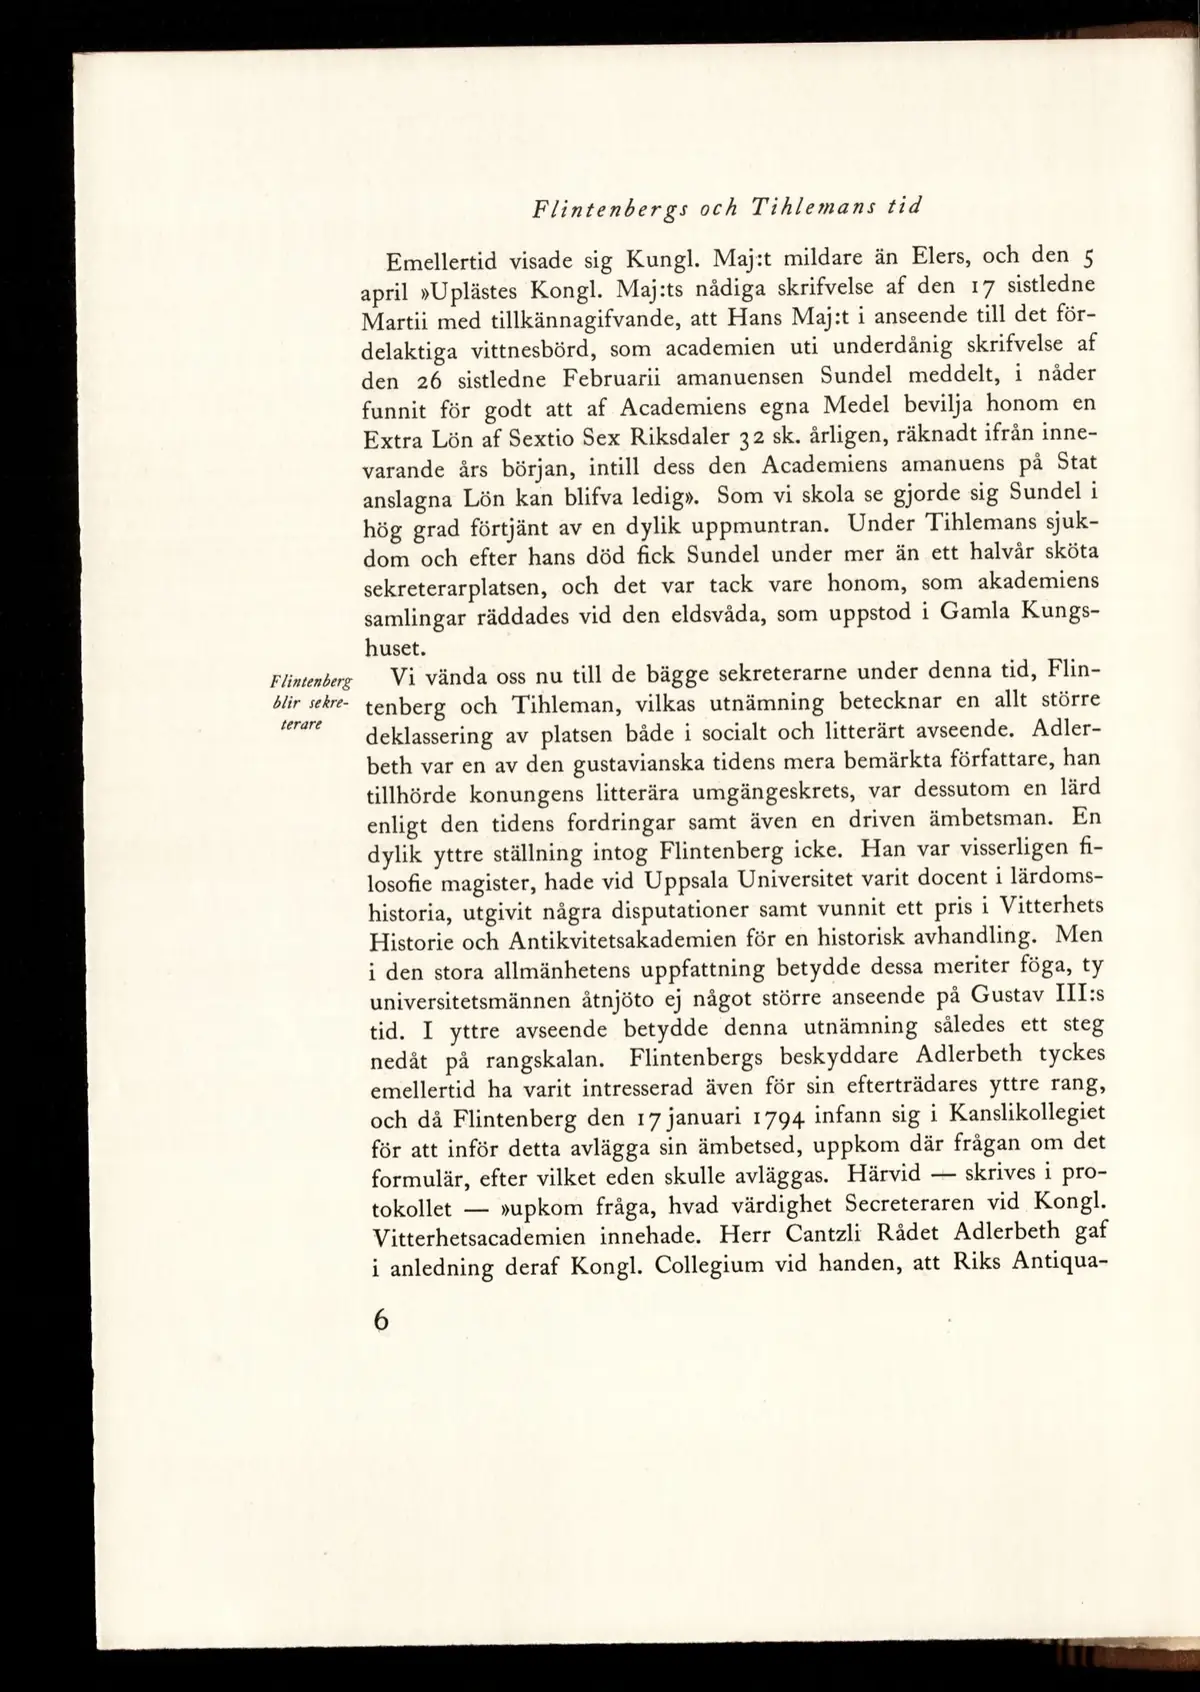 Flintenbergs och Tihlemans tid
Emellertid visade sig Kungl. Maj:t mildare än Elers, och den 5
april »Uplästes Kongl. Maj:ts nådiga skrifvelse af den 17 sistledne
Martii med tillkännagifvande, att Hans Maj:t i anseende till det för-
delaktiga vittnesbörd, som academien uti underdånig skrifvelse af
den 26 sistledne Februarii amanuensen Sundel meddelt, i nåder
funnit för godt att af Academiens egna Medel bevilja honom en
Extra Lön af Sextio Sex Riksdaler 32 sk. årligen, räknadt ifrån inne-
varande års början, intill dess den Academiens amanuens på Stat
anslagna Lön kan blifva ledig». Som vi skola se gjorde sig Sundel i
hög grad förtjänt av en dylik uppmuntran. Under Tihlemans sjuk-
dom och efter hans död fick Sundel under mer än ett halvår sköta
sekreterarplatsen, och det var tack vare honom, som akademiens
samlingar räddades vid den eldsvåda, som uppstod i Gamla Kungs-
huset.
Flintenberg
blir sekre-
terare
Vi vända oss nu till de bägge sekreterarne under denna tid, Flin-
tenberg och Tihleman, vilkas utnämning betecknar en allt större
deklassering av platsen både i socialt och litterärt avseende. Adler-
beth var en av den gustavianska tidens mera bemärkta författare, han
tillhörde konungens litterära umgängeskrets, var dessutom en lärd
enligt den tidens fordringar samt även en driven ämbetsman. En
dylik yttre ställning intog Flintenberg icke. Han var visserligen fi-
losofie magister, hade vid Uppsala Universitet varit docent i lärdoms-
historia, utgivit några disputationer samt vunnit ett pris i Vitterhets
Historie och Antikvitetsakademien för en historisk avhandling. Men
i den stora allmänhetens uppfattning betydde dessa meriter föga, ty
universitetsmännen åtnjöto ej något större anseende på Gustav III:s
tid. I yttre avseende betydde denna utnämning således ett steg
nedåt på rangskalan. Flintenbergs beskyddare Adlerbeth tyckes
emellertid ha varit intresserad även för sin efterträdares yttre rang,
och då Flintenberg den 17 januari 1794 infann sig i Kanslikollegiet
för att inför detta avlägga sin ämbetsed, uppkom där frågan om det
formulär, efter vilket eden skulle avläggas. Härvid — skrives i pro-
tokollet — »upkom fråga, hvad värdighet Secreteraren vid Kongl.
Vitterhetsacademien innehade. Herr Cantzli Rådet Adlerbeth gaf
i anledning deraf Kongl. Collegium vid handen, att Riks Antiqua-
6